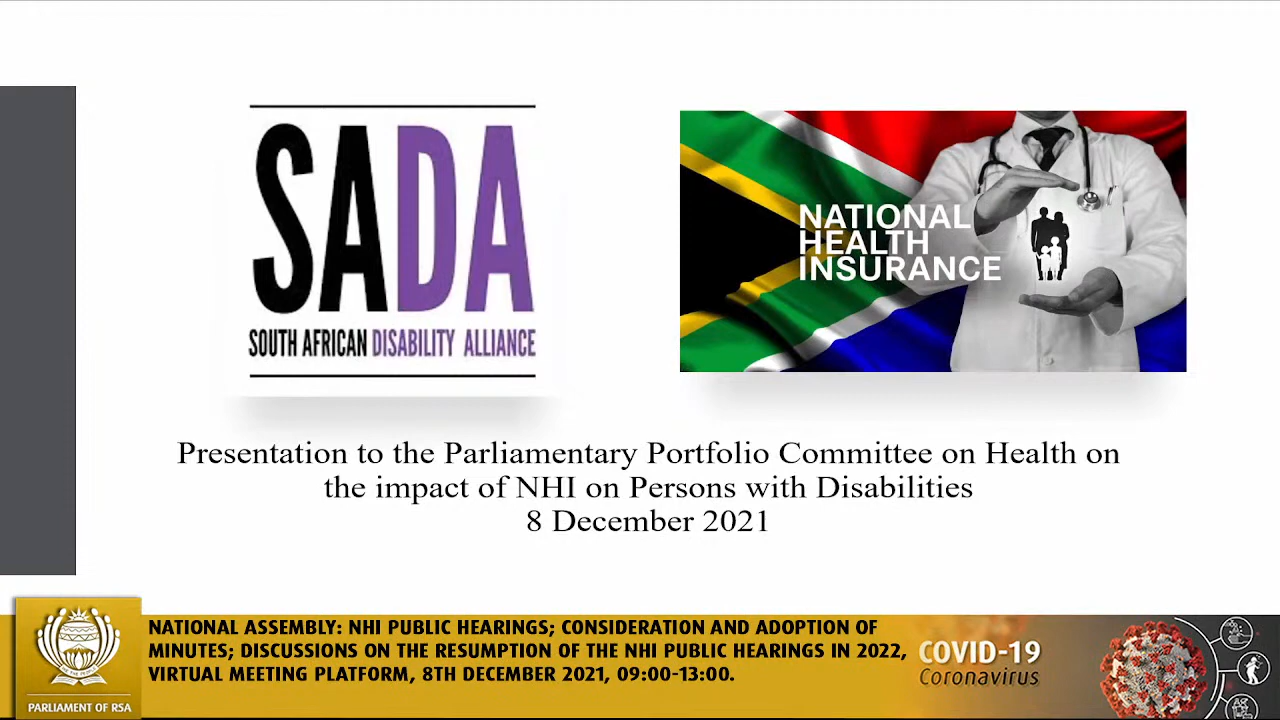 SADA
SOUTH AFRICAN DISABILITY ALLIANCE
NATIONAL
HEALTH
INSURANCE
Presentation to the Parliamentary Portfolio Committee on Health on
the impact of NHI on Persons with Disabilities
8 December 2021
NATIONAL ASSEMBLY: NHI PUBLIC HEARINGS; CONSIDERATION AND ADOPTION OF
MINUTES; DISCUSSIONS ON THE RESUMPTION OF THE NHI PUBLIC HEARINGS IN 2022,
VIRTUAL MEETING PLATFORM, 8TH DECEMBER 2021, 09:00-13:00.
PARLIAMENT OF RSA
COVID-19
Coronavirus